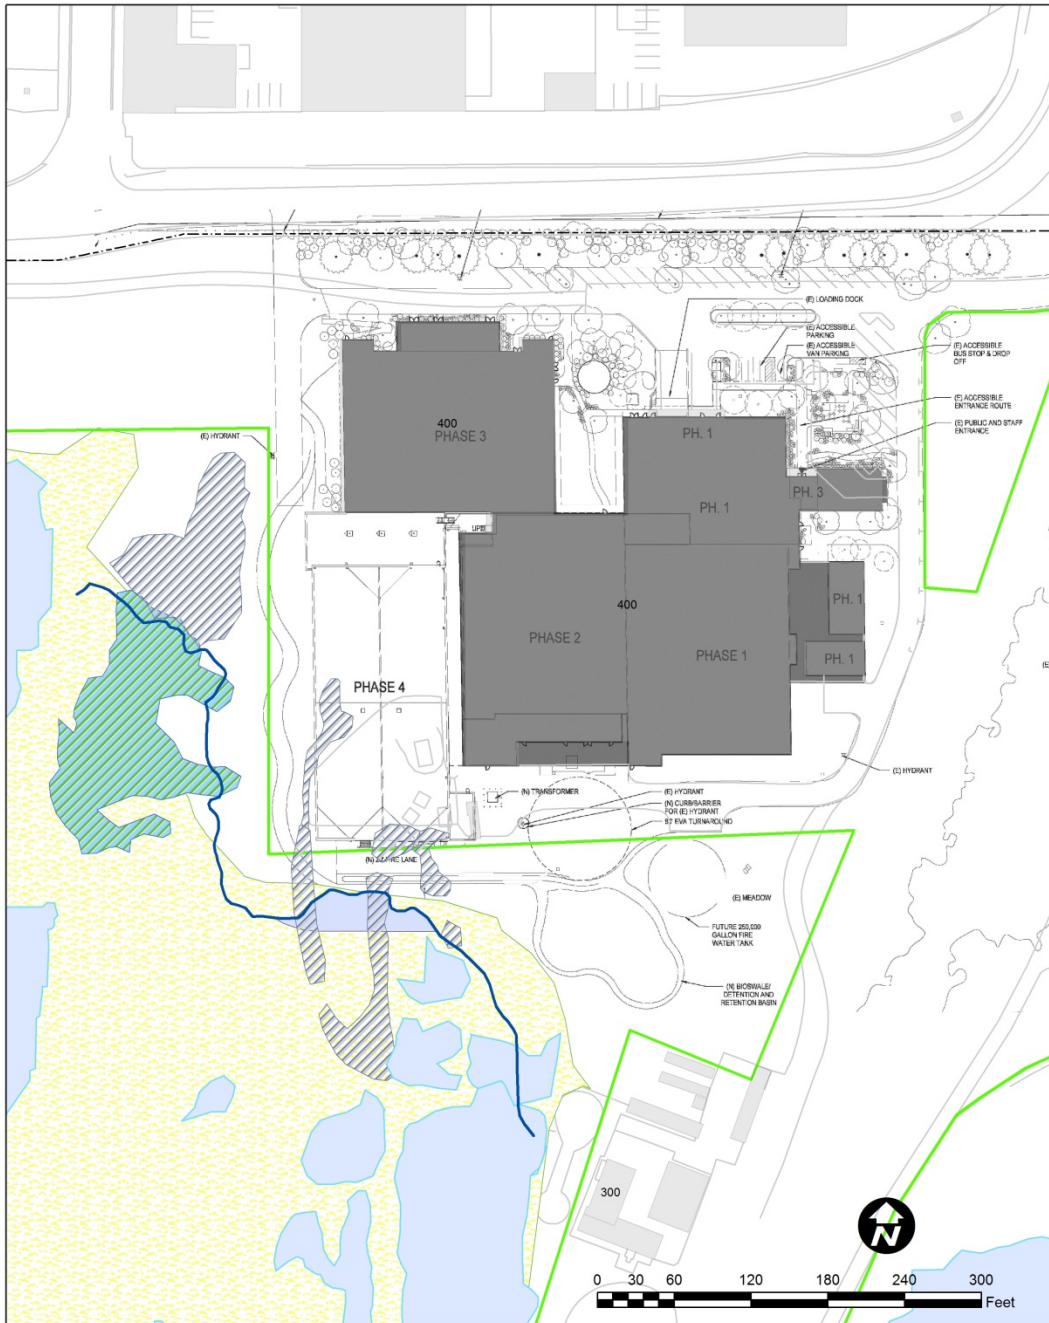 (E) LOADING DOCK
(E) ACCESSIBLE
PARKING
(E) ACCESSIBLE
VAN PARKING
(E) ACCESSIBLE
BUS STOP & DROP
OFF
(E) ACCESSIBLE
ENTRANCE ROUTE
(E) PUBLIC AND STAFF
ENTRANCE
400
PHASE 3
PH. 1
(E) HYDRANT
PH. 3
PH. 1
UP
400
PH. 1
PHASE 2
PHASE 1
PH. 1
(E)
PHASE 4
(E) HYDRANT
(N) TRANSFORMER
(E) HYDRANT
(N) CURB/BARRIER
FOR (E) HYDRANT
EVA TURNAROUND
(N) FIRE LANE
(E) MEADOW
FUTURE 250,000
GALLON FIRE
WATER TANK
(N) BIOSWALE/
DETENTION AND
RETENTION BASIN
300
N
0 30 60 120 180 240 300
Feet